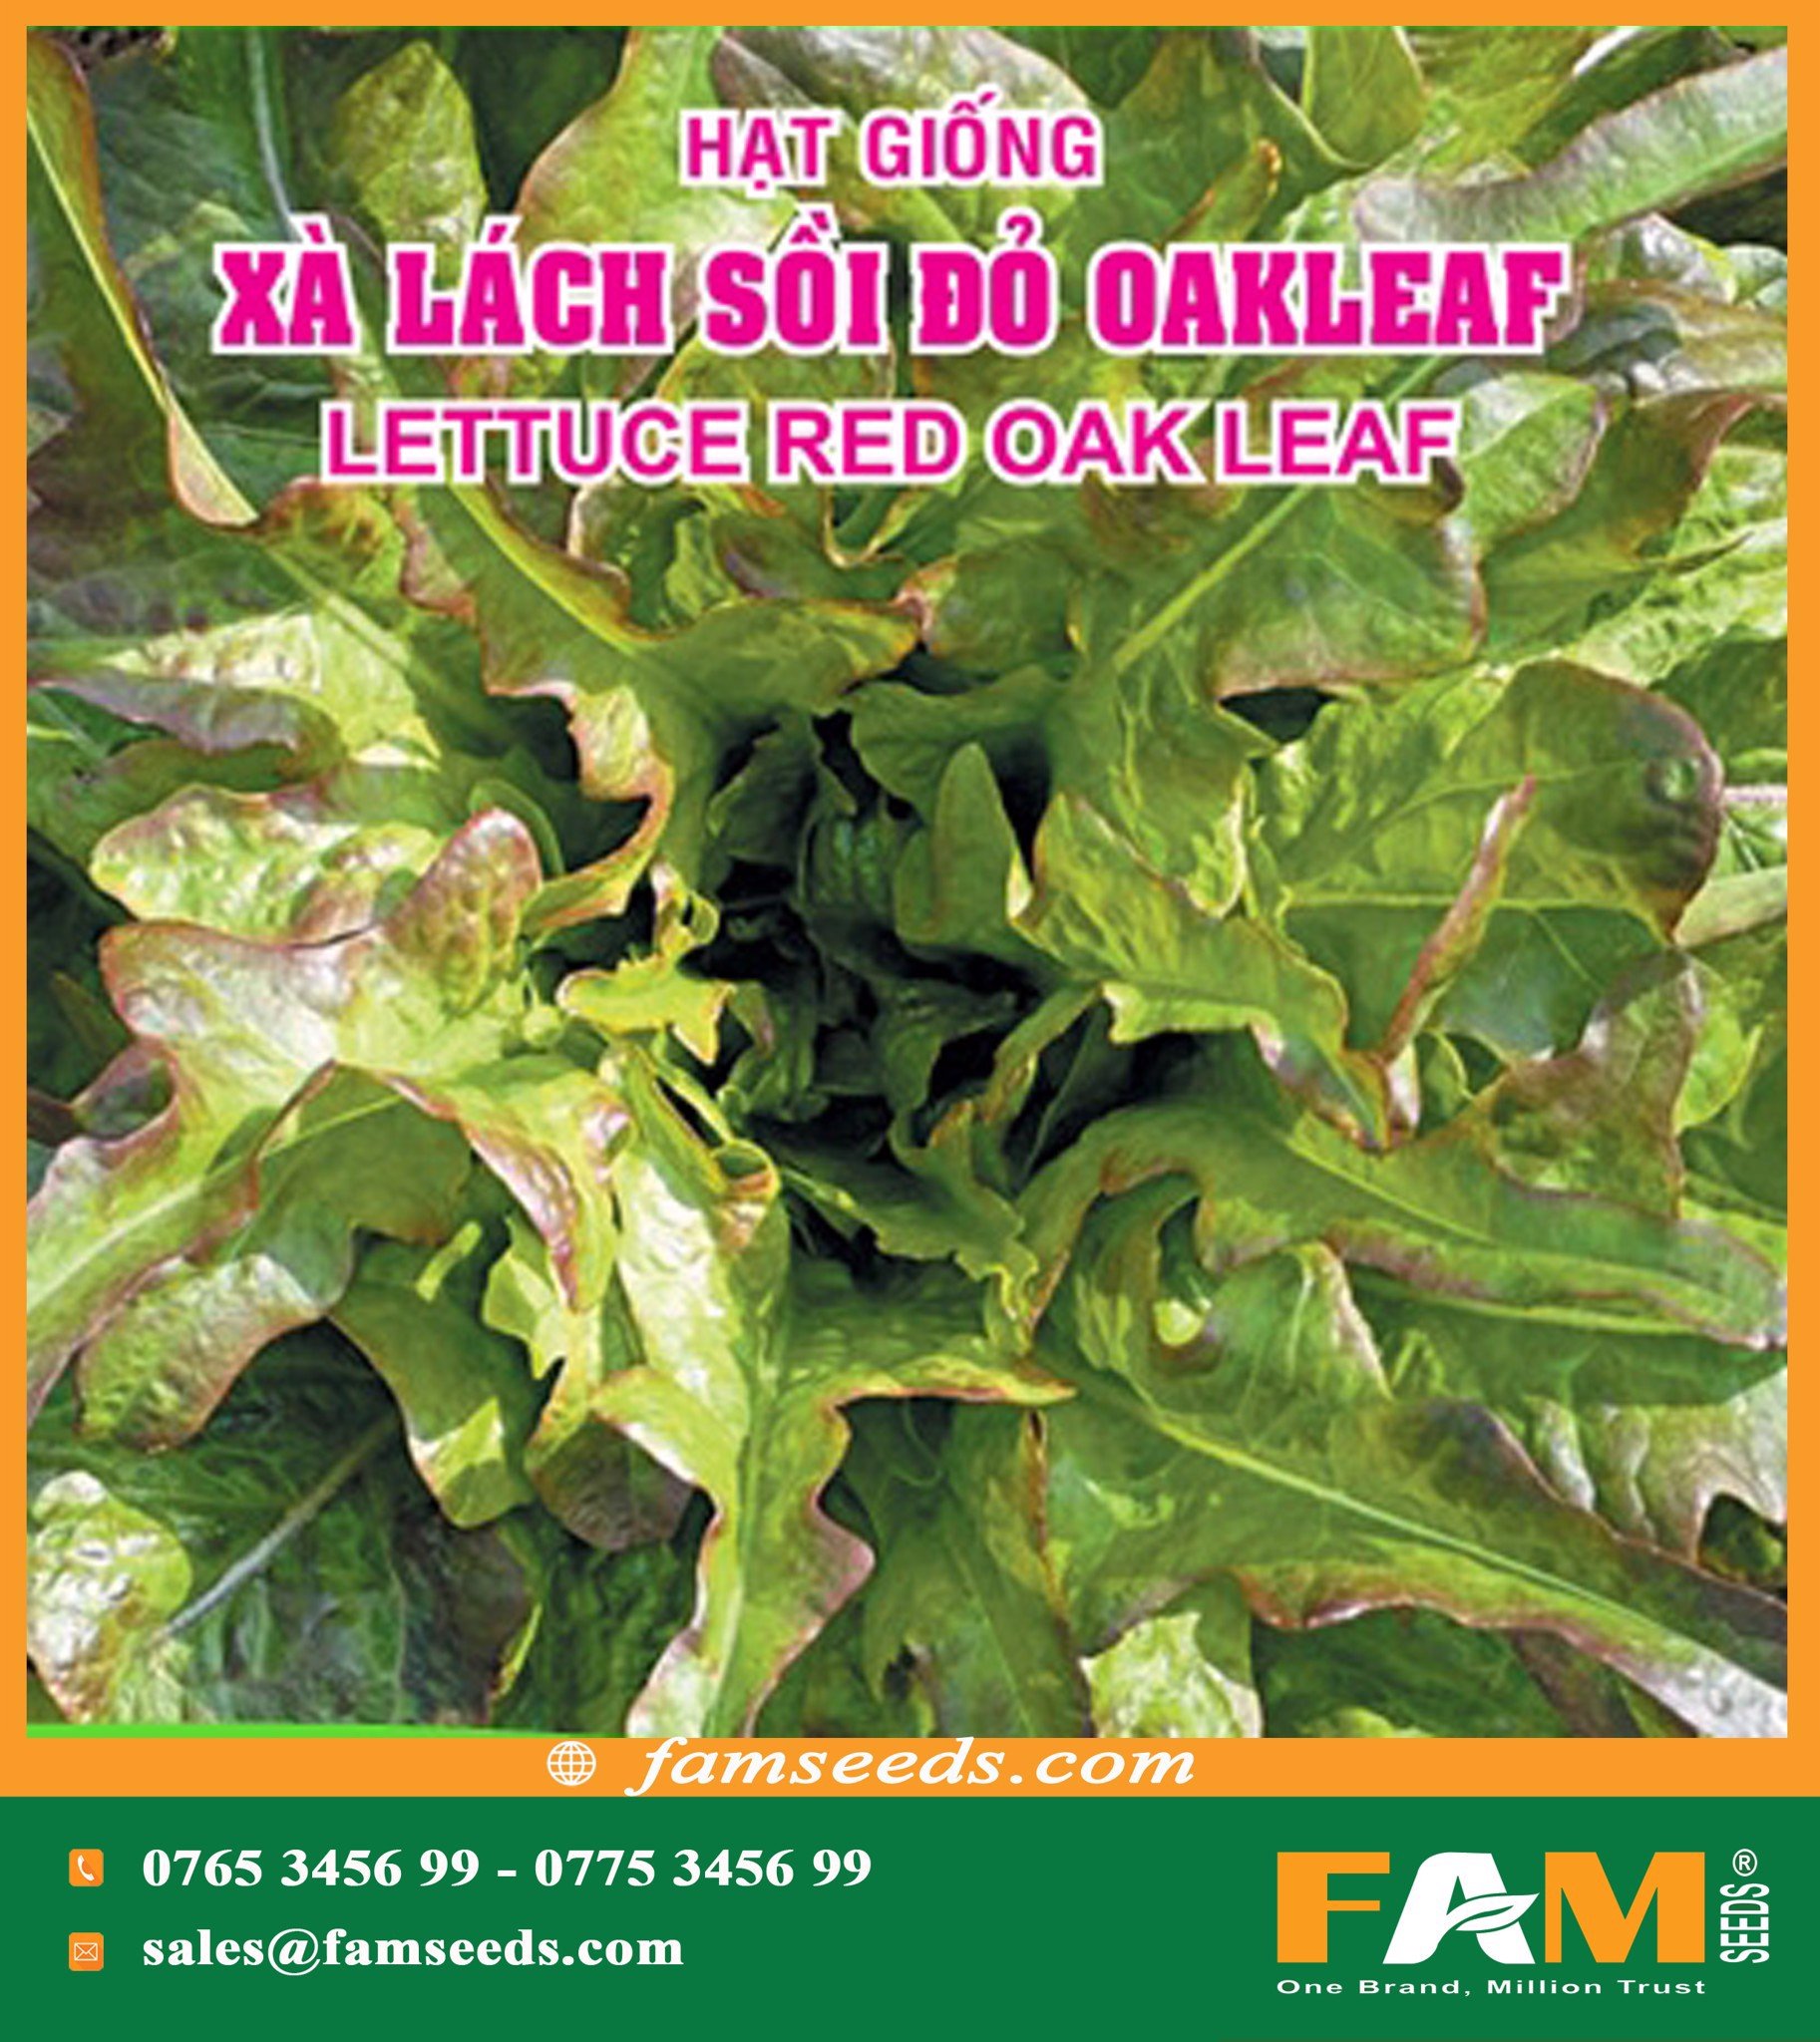 HẠT GIỐNG
XÀ LÁCH SỒI ĐỎ OAKLEAF
LETTUCE RED OAK LEAF
famseeds.com
0765 3456 99 - 0775 3456 99
sales@famseeds.com
FAM SEEDS®
One Brand, Million Trust